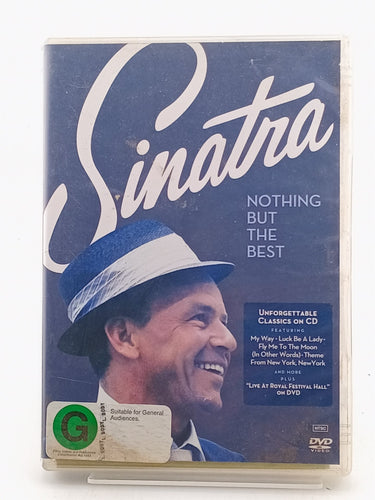 Sinatra
NOTHING
BUT
THE
BEST
UNFORGETTABLE
CLASSICS ON CD
FEATURING
My Way • Luck Be A Lady •
Fly Me To The Moon
(In Other Words) • Theme
From New York, New York
AND MORE
PLUS
"Live At Royal Festival Hall"
ON DVD
G
Suitable for General
Audiences.
NTSC
DVD
VIDEO